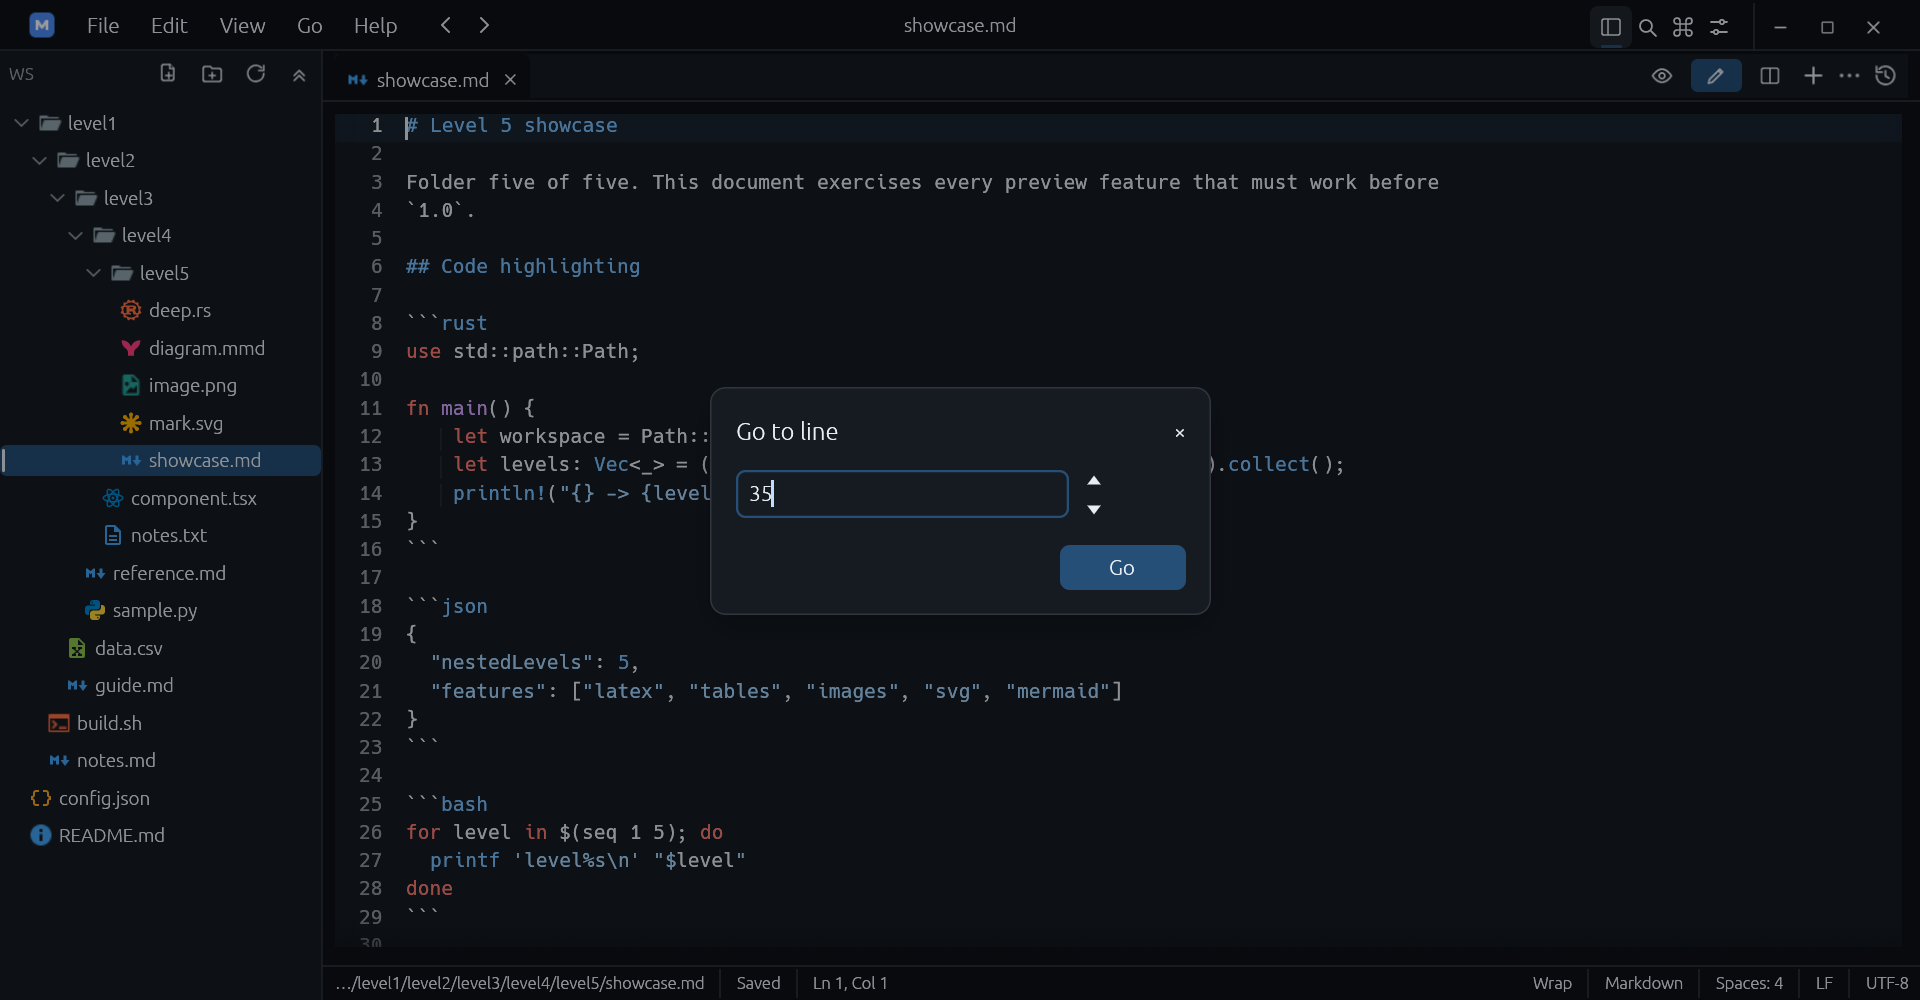 M File Edit View Go Help showcase.md
WS
showcase.md
level1
level2
level3
level4
level5
deep.rs
diagram.mmd
image.png
mark.svg
showcase.md
component.tsx
notes.txt
reference.md
sample.py
data.csv
guide.md
build.sh
notes.md
config.json
README.md
1 # Level 5 showcase
2
3 Folder five of five. This document exercises every preview feature that must work before
4 `1.0`.
5
6 ## Code highlighting
7
8 ```rust
9 use std::path::Path;
10
11 fn main() {
12 let workspace = Path::
13 let levels: Vec<_> = ( ).collect();
14 println!("{} -> {level
15 }
16 ```
17
18 ```json
19 {
20 "nestedLevels": 5,
21 "features": ["latex", "tables", "images", "svg", "mermaid"]
22 }
23 ```
24
25 ```bash
26 for level in $(seq 1 5); do
27 printf 'level%s\n' "$level"
28 done
29 ```
30
Go to line
35
Go
…/level1/level2/level3/level4/level5/showcase.md Saved Ln 1, Col 1 Wrap Markdown Spaces: 4 LF UTF-8